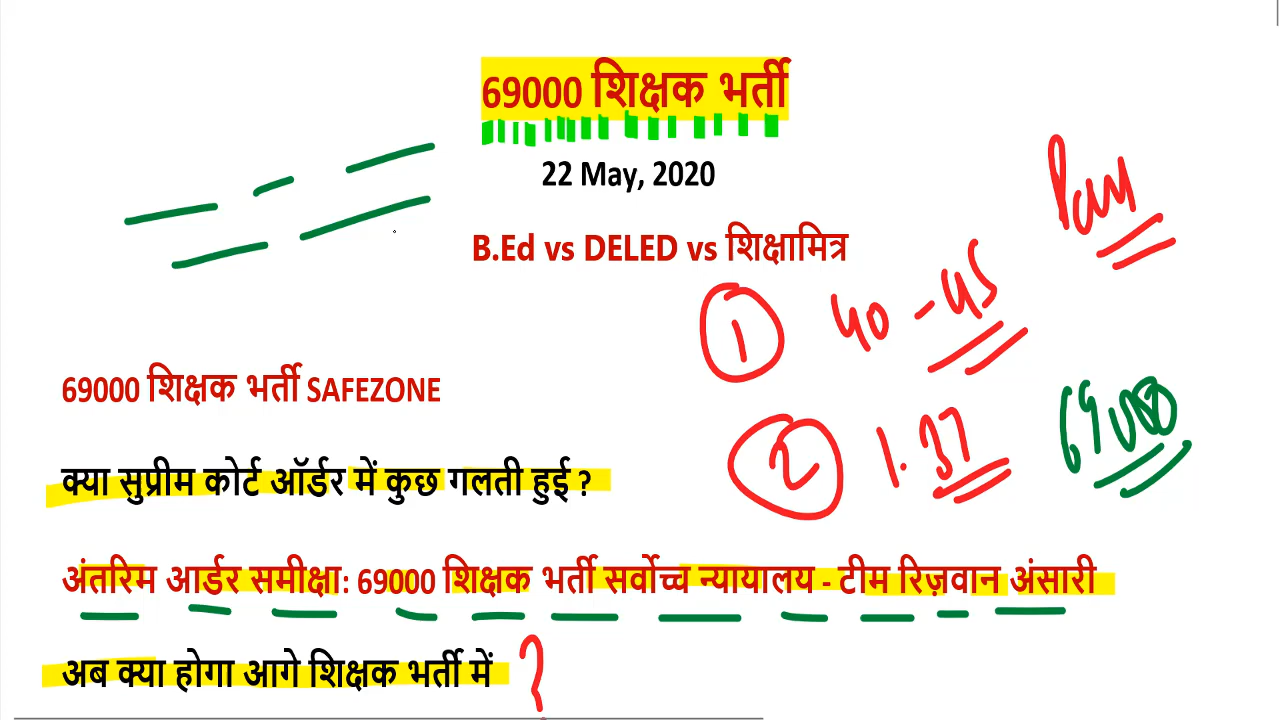 69000 शिक्षक भर्ती
22 May, 2020
B.Ed vs DELED vs शिक्षामित्र
1 40-45
69000 शिक्षक भर्ती SAFEZONE
2 1.37 69000
क्या सुप्रीम कोर्ट ऑर्डर में कुछ गलती हुई ?
अंतरिम आर्डर समीक्षा: 69000 शिक्षक भर्ती सर्वोच्च न्यायालय - टीम रिज़वान अंसारी
अब क्या होगा आगे शिक्षक भर्ती में ?